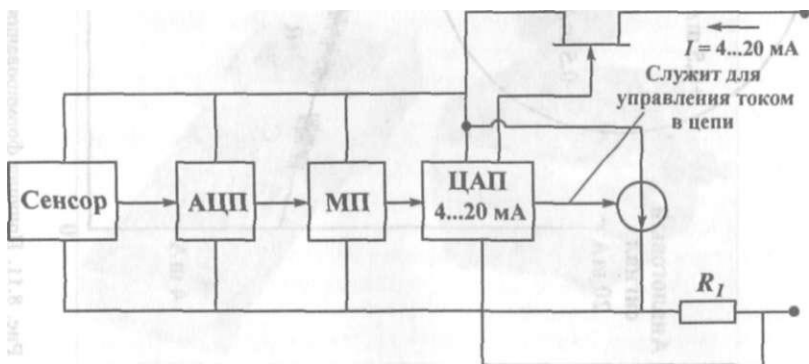 I = 4...20 мА
Служит для
управления током
в цепи
Сенсор
АЦП
МП
ЦАП
4...20 мА
R₁